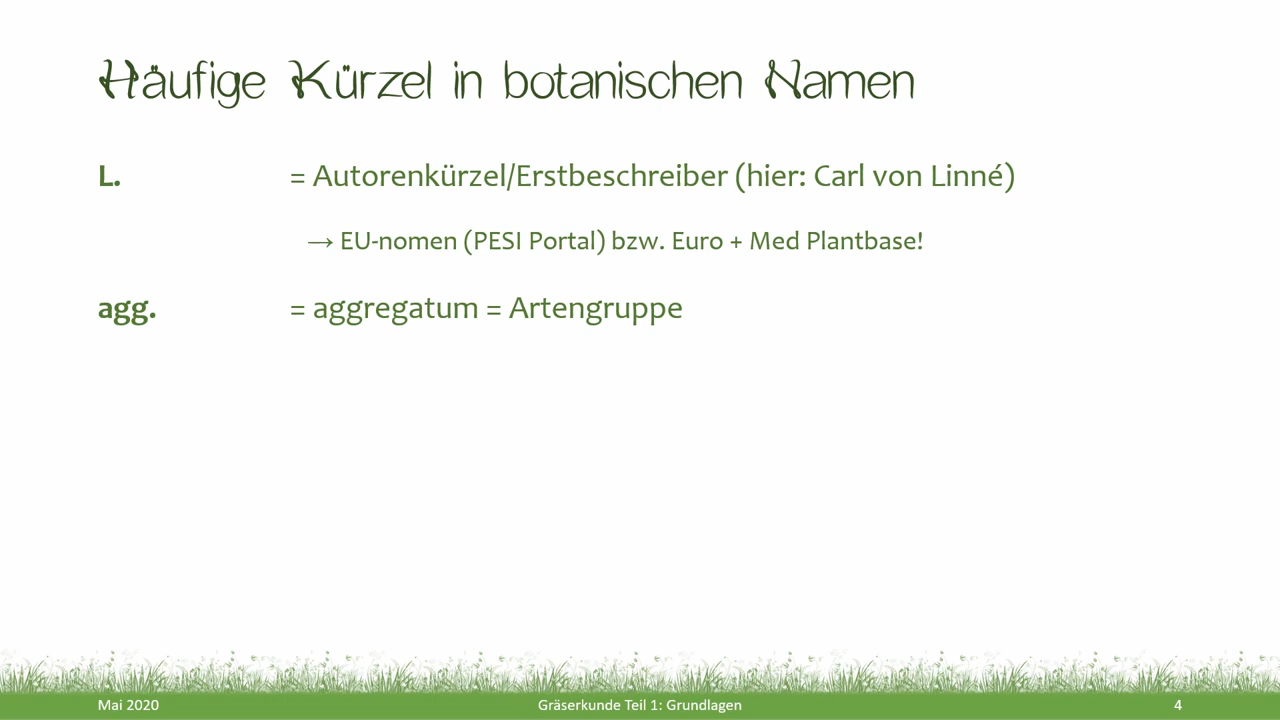 Häufige Kürzel in botanischen Namen
L. = Autorenkürzel/Erstbeschreiber (hier: Carl von Linné)
→ EU-nomen (PESI Portal) bzw. Euro + Med Plantbase!
agg. = aggregatum = Artengruppe
Mai 2020 Gräserkunde Teil 1: Grundlagen 4